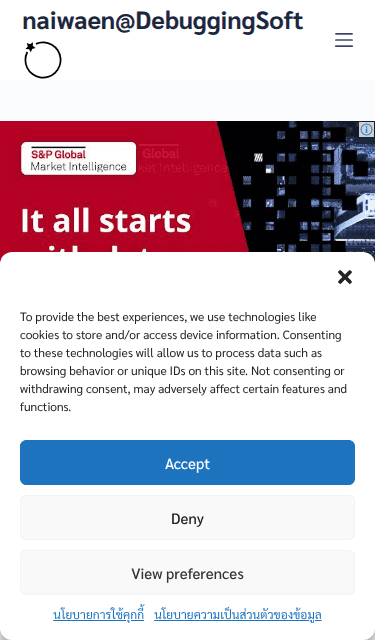 naiwaen@DebuggingSoft
S&P Global
Market Intelligence
It all starts
To provide the best experiences, we use technologies like
cookies to store and/or access device information. Consenting
to these technologies will allow us to process data such as
browsing behavior or unique IDs on this site. Not consenting or
withdrawing consent, may adversely affect certain features and
functions.
Accept
Deny
View preferences
นโยบายการใช้คุกกี้ นโยบายความเป็นส่วนตัวของข้อมูล